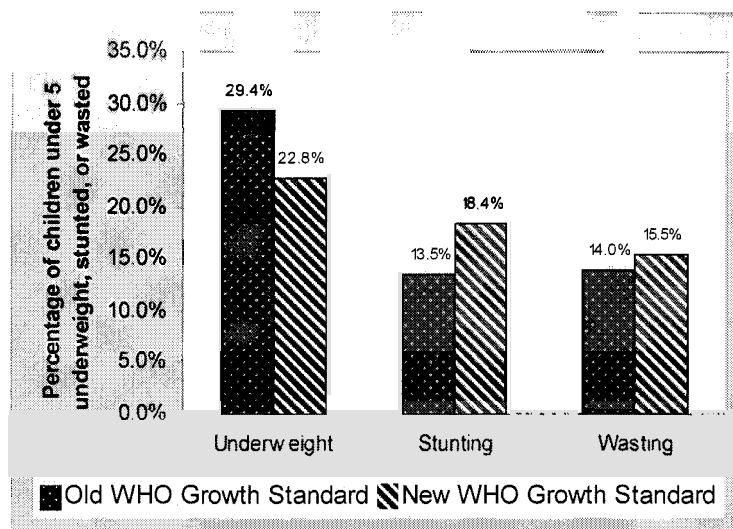 Percentage of children under 5
underweight, stunted, or wasted
35.0%
30.0%
25.0%
20.0%
15.0%
10.0%
5.0%
0.0%
29.4%
22.8%
13.5%
18.4%
14.0%
15.5%
Underweight
Stunting
Wasting
Old WHO Growth Standard
New WHO Growth Standard